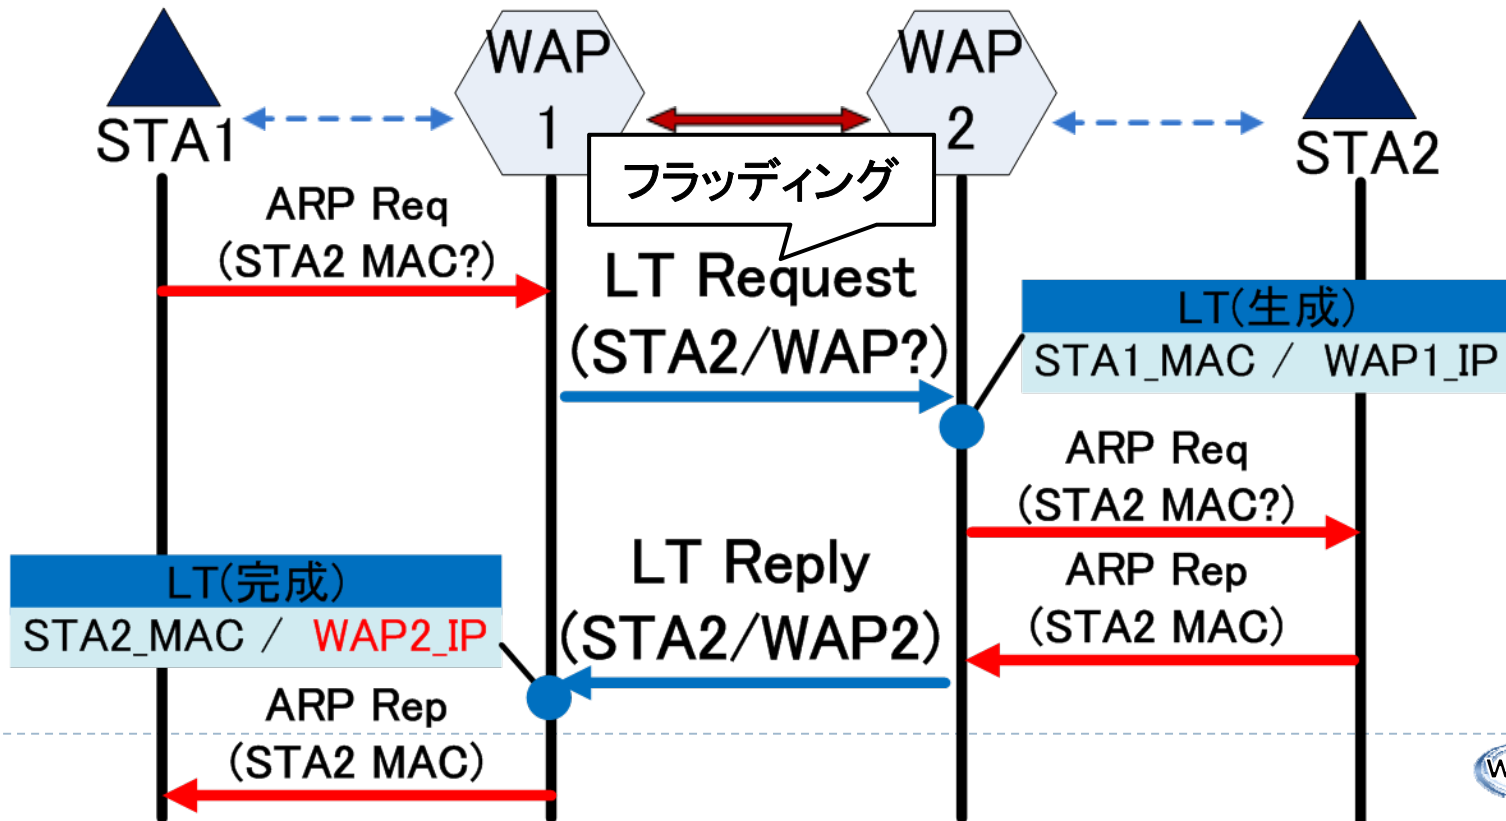 WAP
1
WAP
2
STA1
STA2
フラッディング
ARP Req
(STA2 MAC?)
LT Request
(STA2/WAP?)
LT(生成)
STA1_MAC / WAP1_IP
ARP Req
(STA2 MAC?)
LT Reply
(STA2/WAP2)
ARP Rep
(STA2 MAC)
LT(完成)
STA2_MAC / WAP2_IP
ARP Rep
(STA2 MAC)